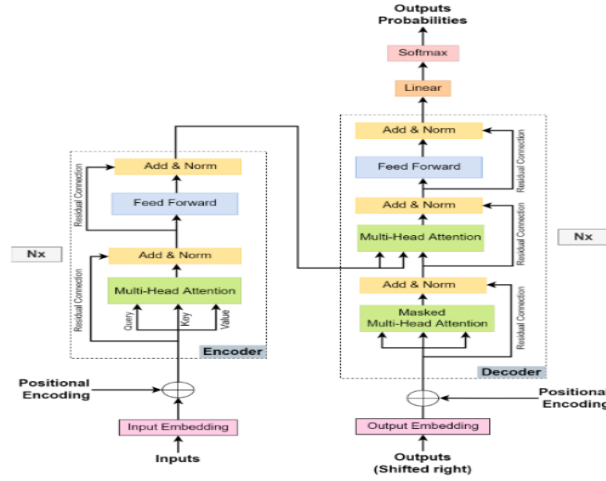 Outputs
Probabilities
Softmax
Linear
Add & Norm
Feed Forward
Add & Norm
Multi-Head Attention
Add & Norm
Masked
Multi-Head Attention
Residual Connection
Residual Connection
Residual Connection
Nx
Decoder
Positional
Encoding
Output Embedding
Outputs
(Shifted right)
Add & Norm
Feed Forward
Add & Norm
Multi-Head Attention
Residual Connection
Residual Connection
Query
Key
Value
Nx
Encoder
Positional
Encoding
Input Embedding
Inputs